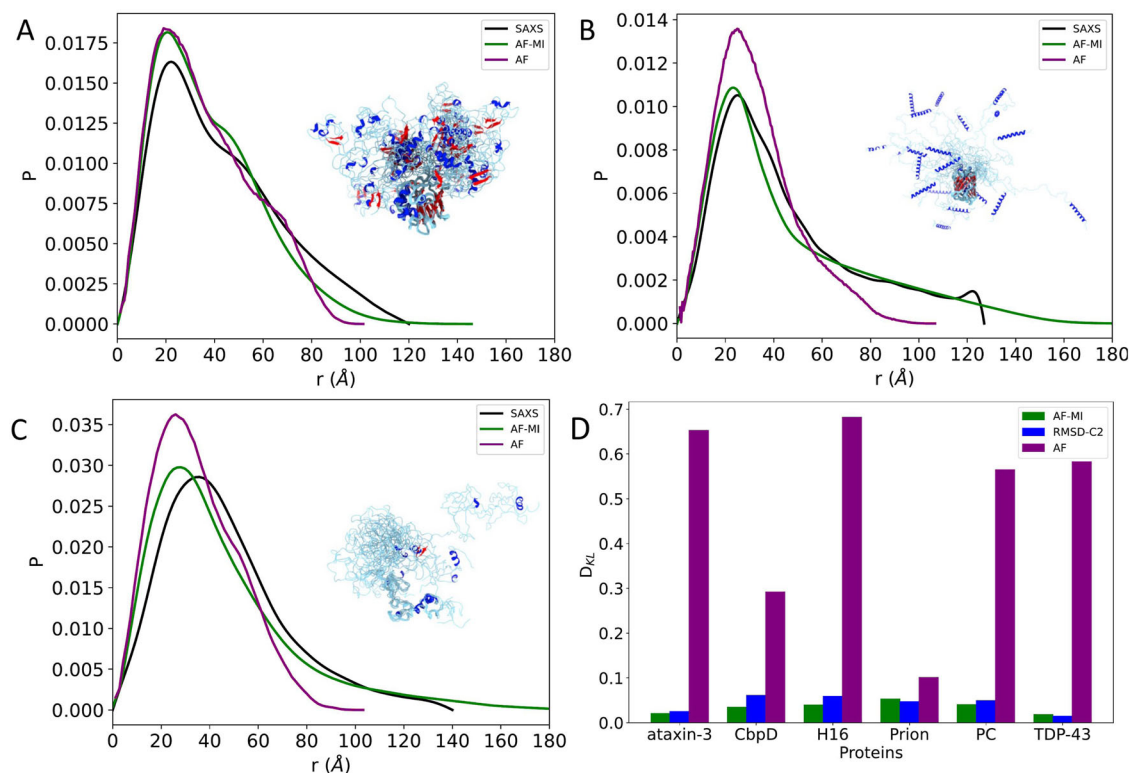 A
SAXS
AF-MI
AF
P
0.0175
0.0150
0.0125
0.0100
0.0075
0.0050
0.0025
0.0000
0 20 40 60 80 100 120 140 160 180
r (Å)
B
SAXS
AF-MI
AF
P
0.014
0.012
0.010
0.008
0.006
0.004
0.002
0.000
0 20 40 60 80 100 120 140 160 180
r (Å)
C
SAXS
AF-MI
AF
P
0.035
0.030
0.025
0.020
0.015
0.010
0.005
0.000
0 20 40 60 80 100 120 140 160 180
r (Å)
D
AF-MI
RMSD-C2
AF
DKL
0.7
0.6
0.5
0.4
0.3
0.2
0.1
0.0
ataxin-3 CbpD H16 Prion PC TDP-43
Proteins